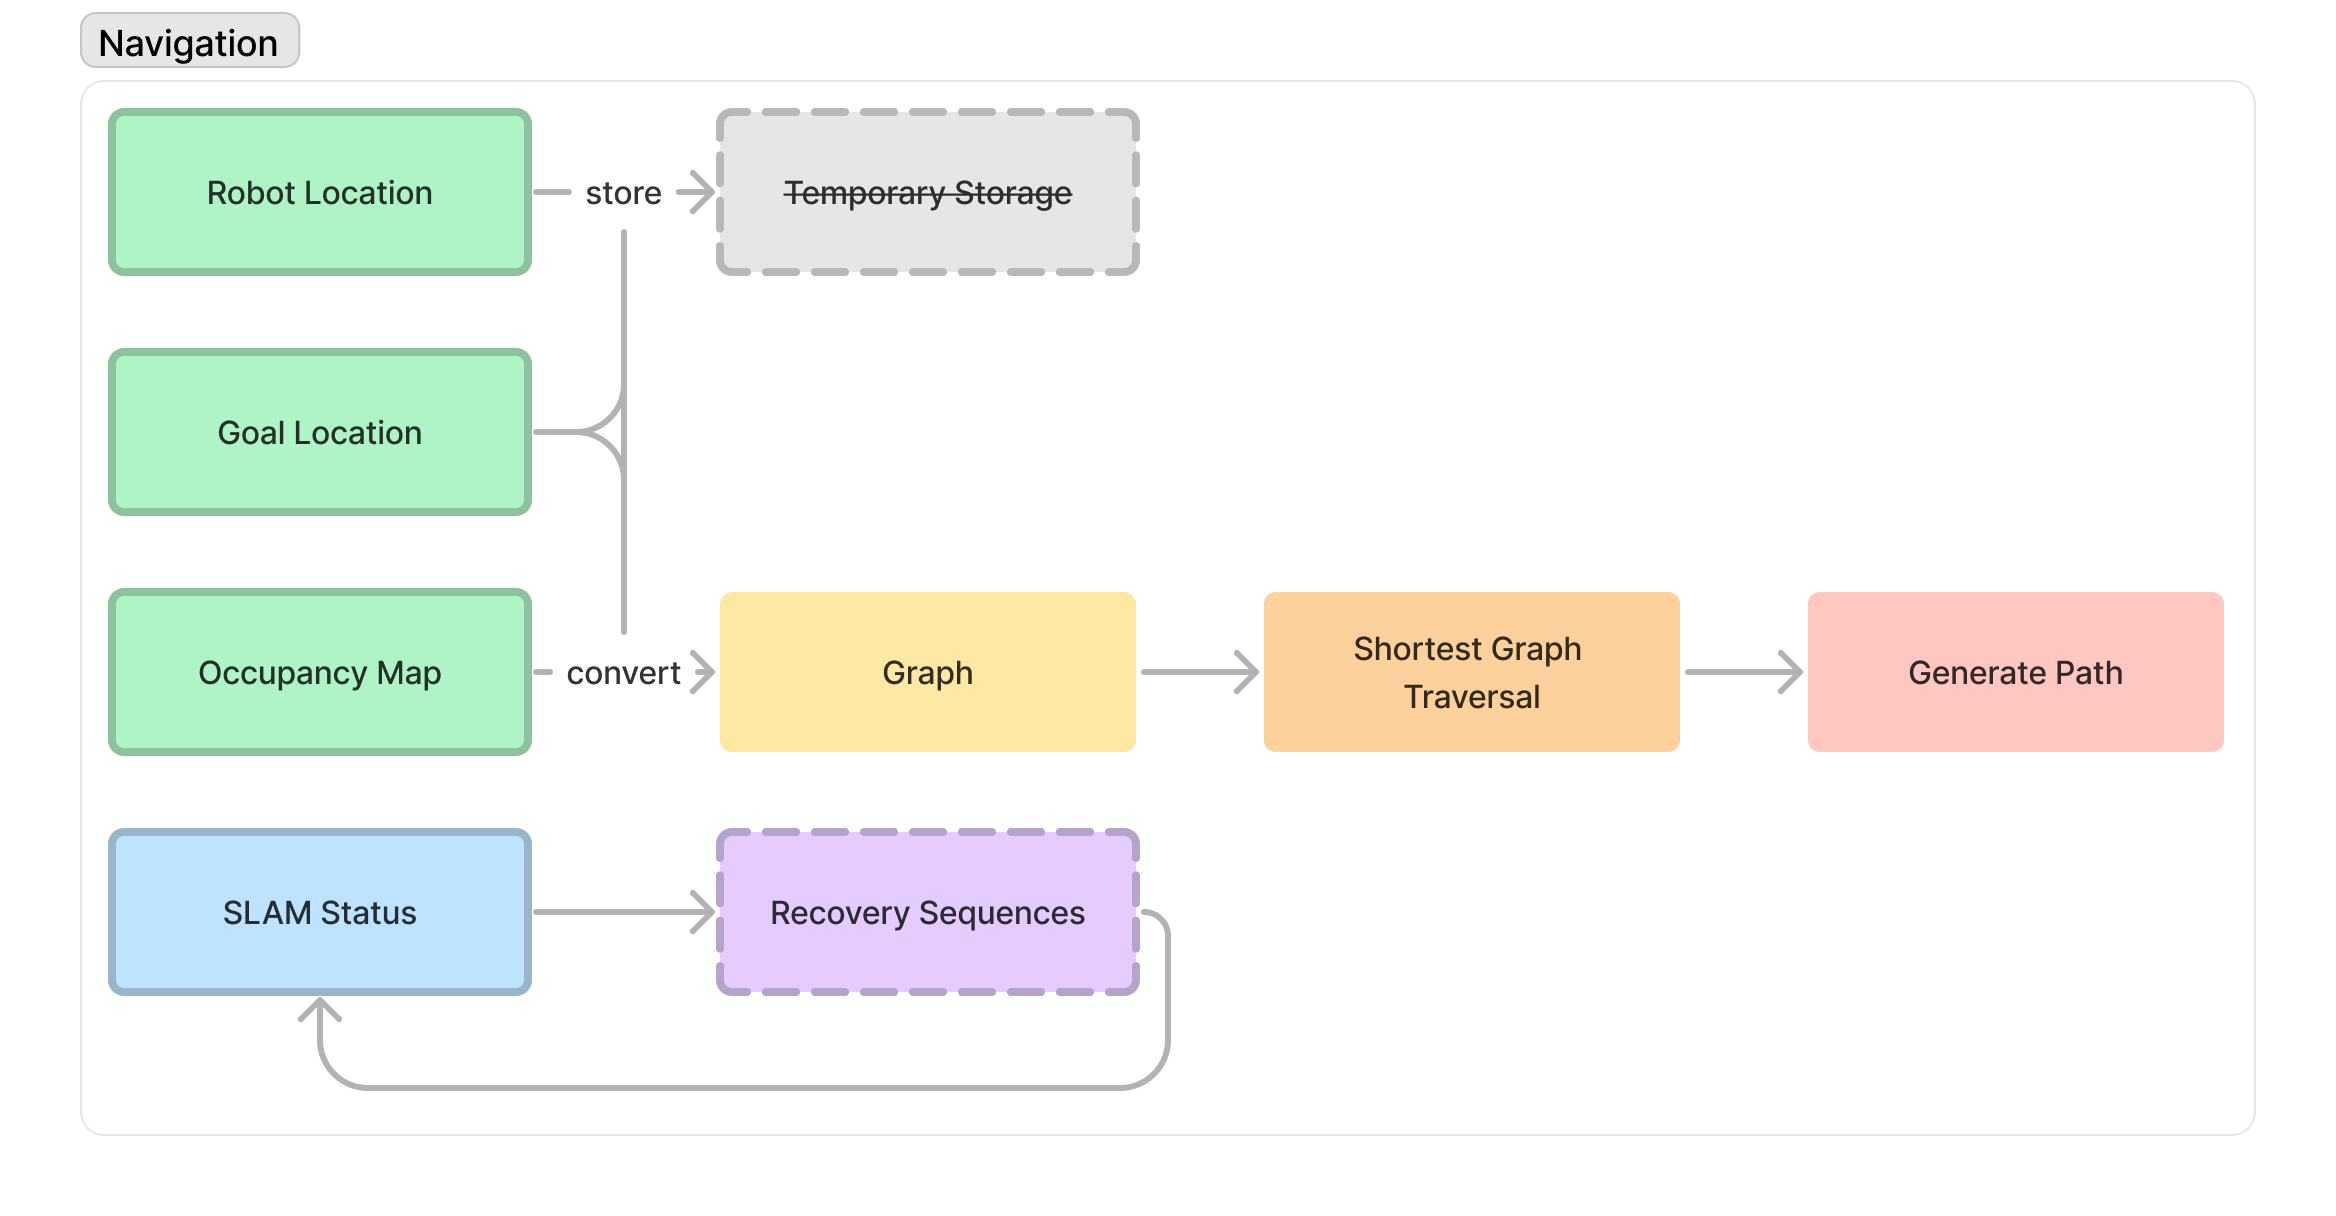 Navigation
Robot Location
store
Temporary Storage
Goal Location
Occupancy Map
convert
Graph
Shortest Graph
Traversal
Generate Path
SLAM Status
Recovery Sequences